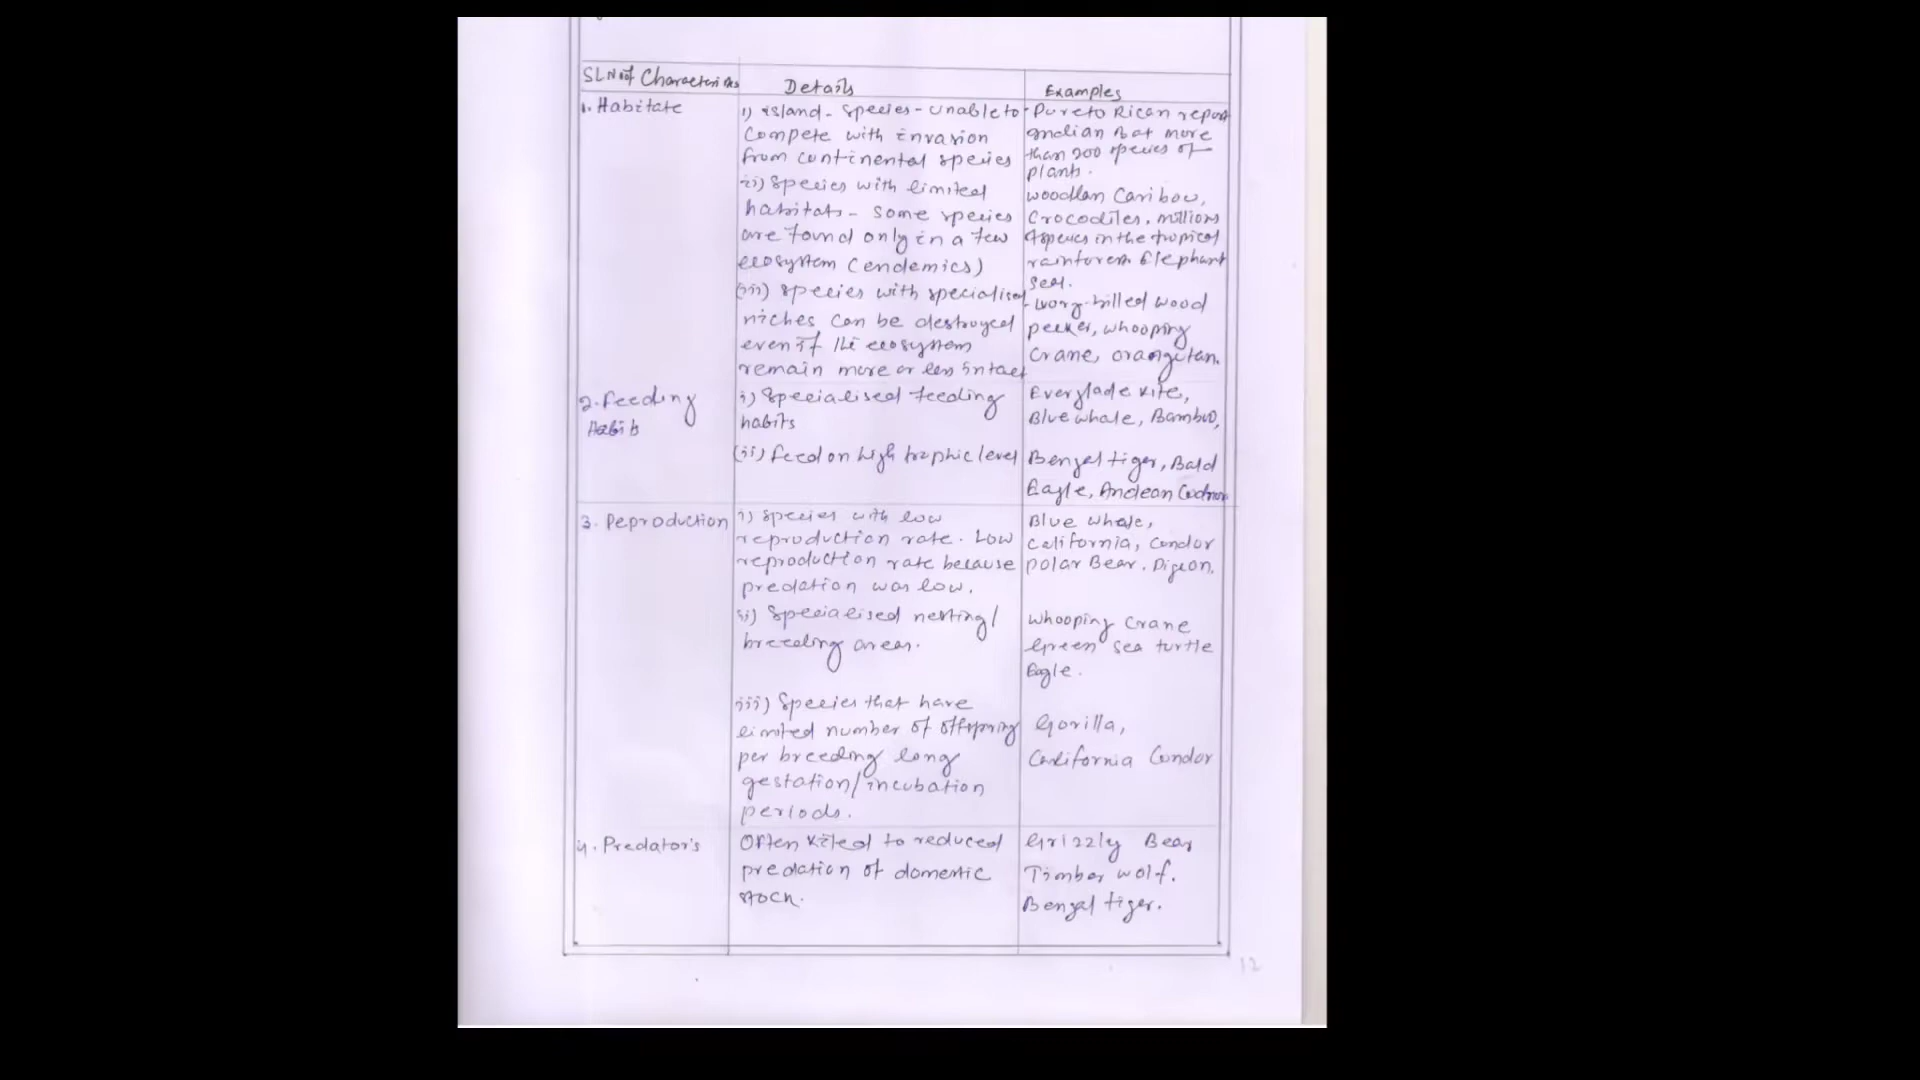 SL No of Characteristics Details Examples
1. Habitate
i) island - species - unable to
compete with invasion
from continental species
ii) species with limited
habitats - some species
are found only in a few
ecosystem (endemics)
(iii) species with specialised
niches can be destroyed
even if the ecosystem
remain more or less intact
- Pureto Rican
Indian Bat more
than 200 species of
plants.
woodlan Caribou,
Crocodiles, millions
species in the tropical
rainforest. Elephant
seal.
- Ivory-billed wood
pecker, whooping
Crane, orangutan.
2. Feeding
Habits
i) Specialised feeding
habits
(ii) feed on high trophic level
Everglade kite,
Blue whale, Bamboo,
Bengal tiger, Bald
Eagle, Andean
3. Peproduction
i) species with low
reproduction rate. Low
reproduction rate because
predation was low.
ii) Specialised nesting/
breeding areas.
iii) Species that have
limited number of offspring
per breeding long
gestation/incubation
periods.
Blue whale,
California, Condor
polar Bear. Pigeon.
Whooping Crane
Green sea turtle
Eagle.
Gorilla,
California Condor
4. Predator's
Often killed to reduced
predation of domestic
stock.
Grizzly Bear
Timber wolf.
Bengal tiger.
12